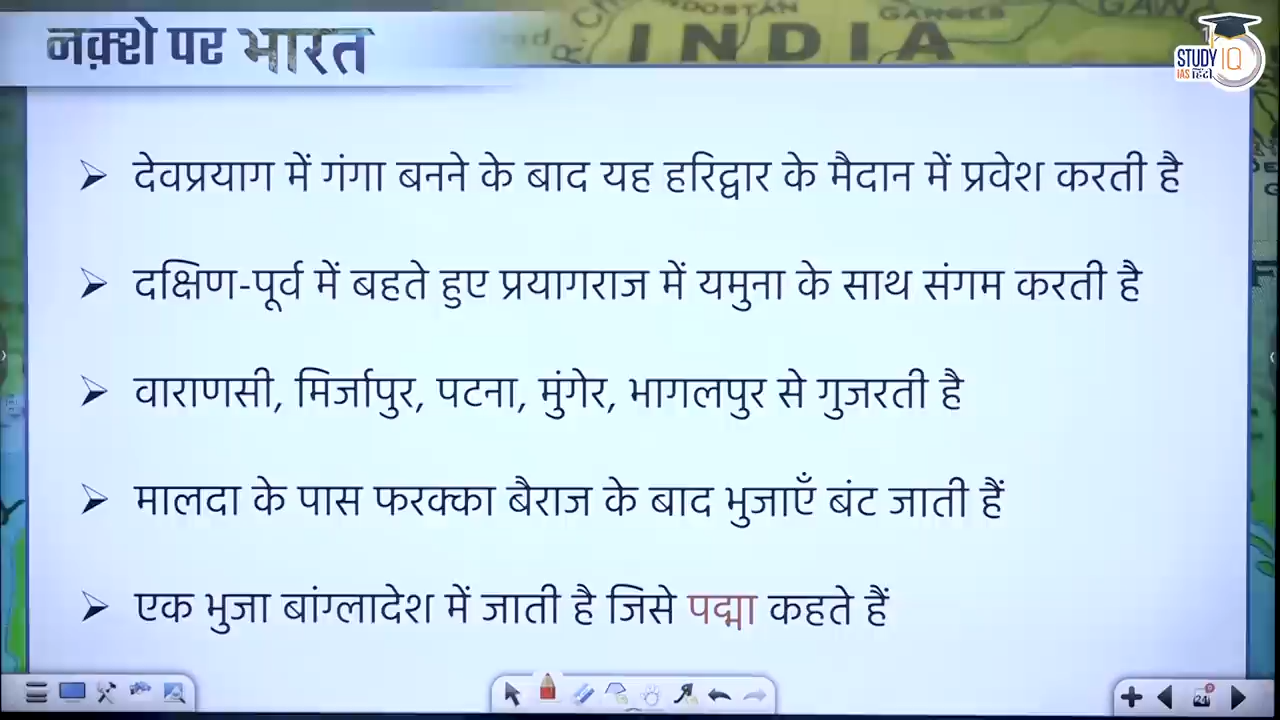 नक़्शे पर भारत
INDIA
STUDY IQ
IAS हिंदी
देवप्रयाग में गंगा बनने के बाद यह हरिद्वार के मैदान में प्रवेश करती है
दक्षिण-पूर्व में बहते हुए प्रयागराज में यमुना के साथ संगम करती है
वाराणसी, मिर्जापुर, पटना, मुंगेर, भागलपुर से गुजरती है
मालदा के पास फरक्का बैराज के बाद भुजाएँ बंट जाती हैं
एक भुजा बांग्लादेश में जाती है जिसे पद्मा कहते हैं